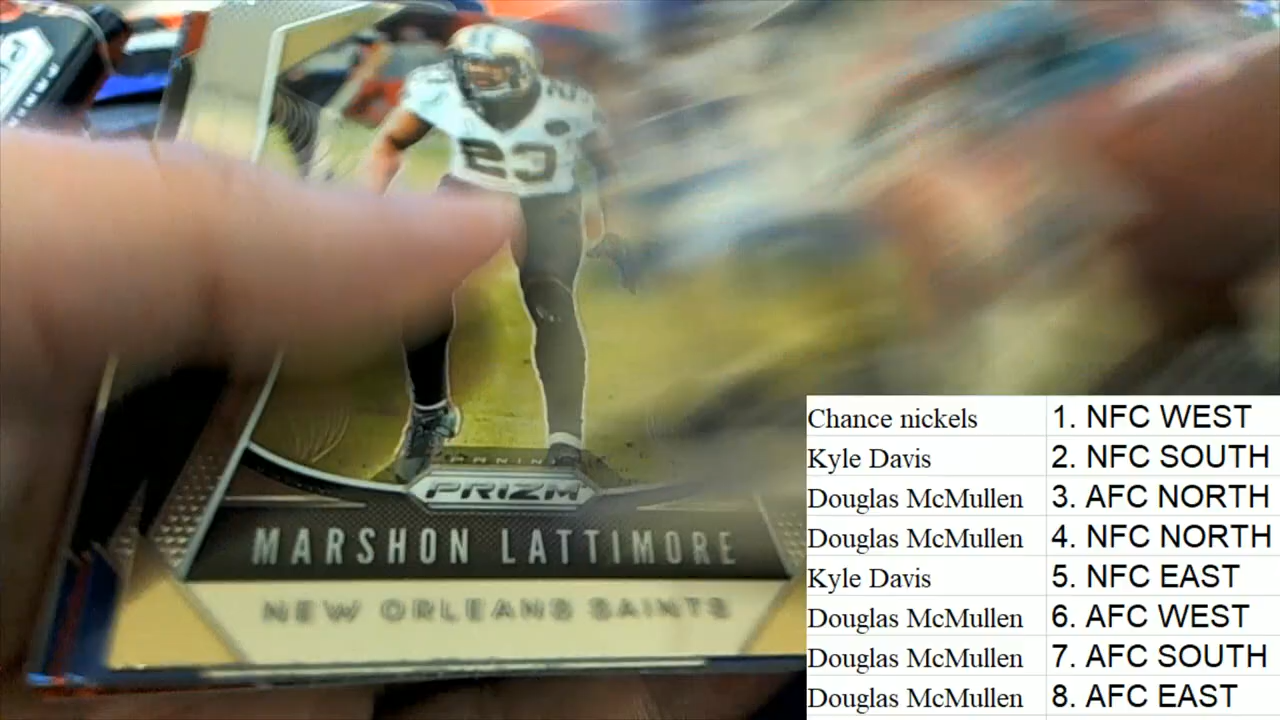 23
PANINI
PRIZM
MARSHON LATTIMORE
NEW ORLEANS SAINTS
Chance nickels 1. NFC WEST
Kyle Davis 2. NFC SOUTH
Douglas McMullen 3. AFC NORTH
Douglas McMullen 4. NFC NORTH
Kyle Davis 5. NFC EAST
Douglas McMullen 6. AFC WEST
Douglas McMullen 7. AFC SOUTH
Douglas McMullen 8. AFC EAST